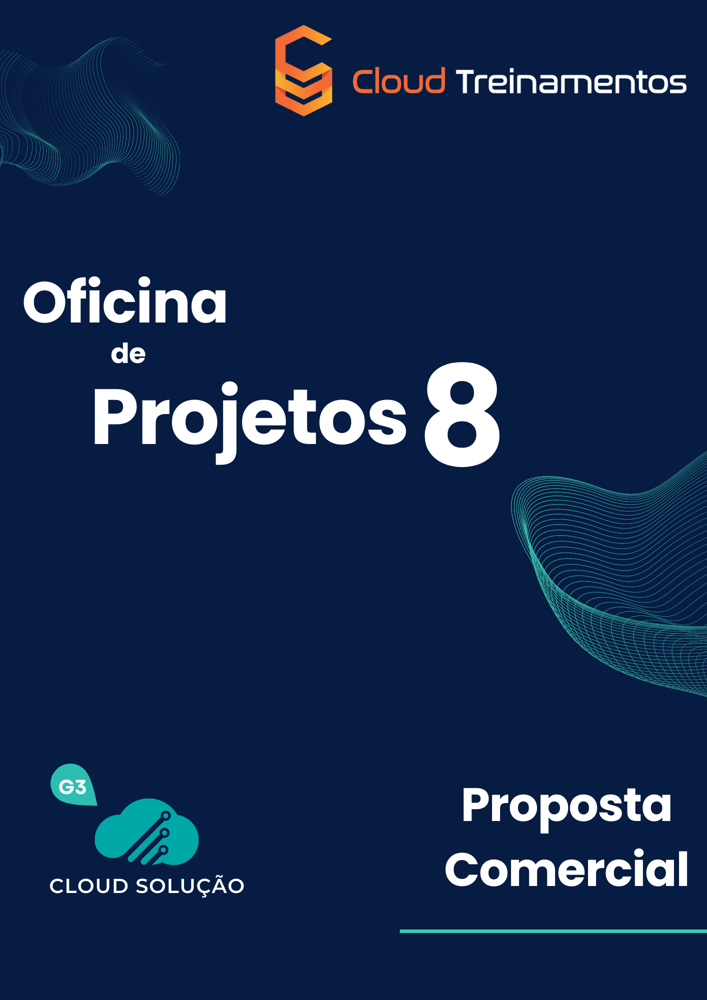 Cloud Treinamentos
Oficina
de
Projetos 8
G3
CLOUD SOLUÇÃO
Proposta
Comercial